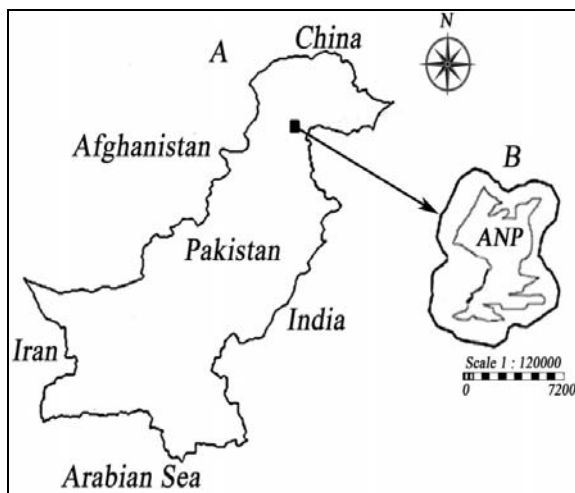 A
China
N
Afghanistan
B
ANP
Pakistan
India
Iran
Scale 1 : 120000
0 7200
Arabian Sea